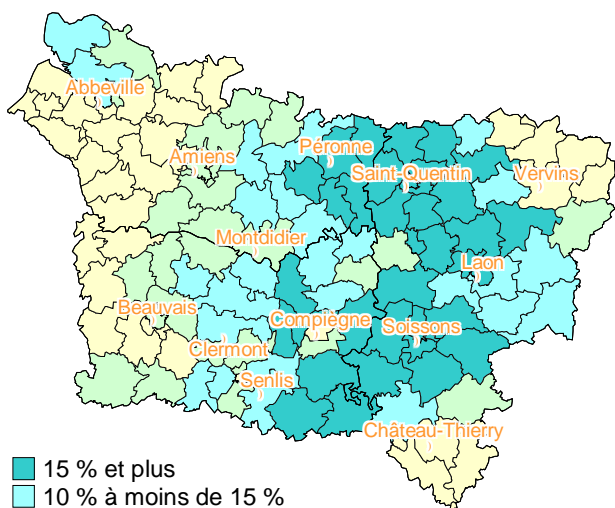 Abbeville
Péronne
Amiens
Saint-Quentin
Vervins
Montdidier
Laon
Beauvais
Compiègne
Soissons
Clermont
Senlis
Château-Thierry
15 % et plus
10 % à moins de 15 %